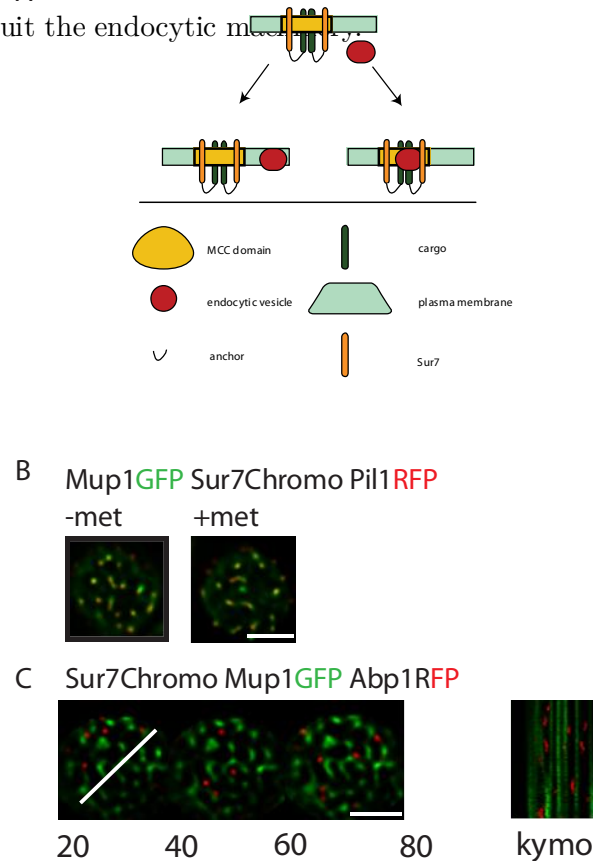 uit the endocytic
MCC domain
cargo
endocytic vesicle
plasma membrane
anchor
Sur7
B
Mup1GFP Sur7Chromo Pil1RFP
-met +met
C Sur7Chromo Mup1GFP Abp1RFP
20 40 60 80 kymo